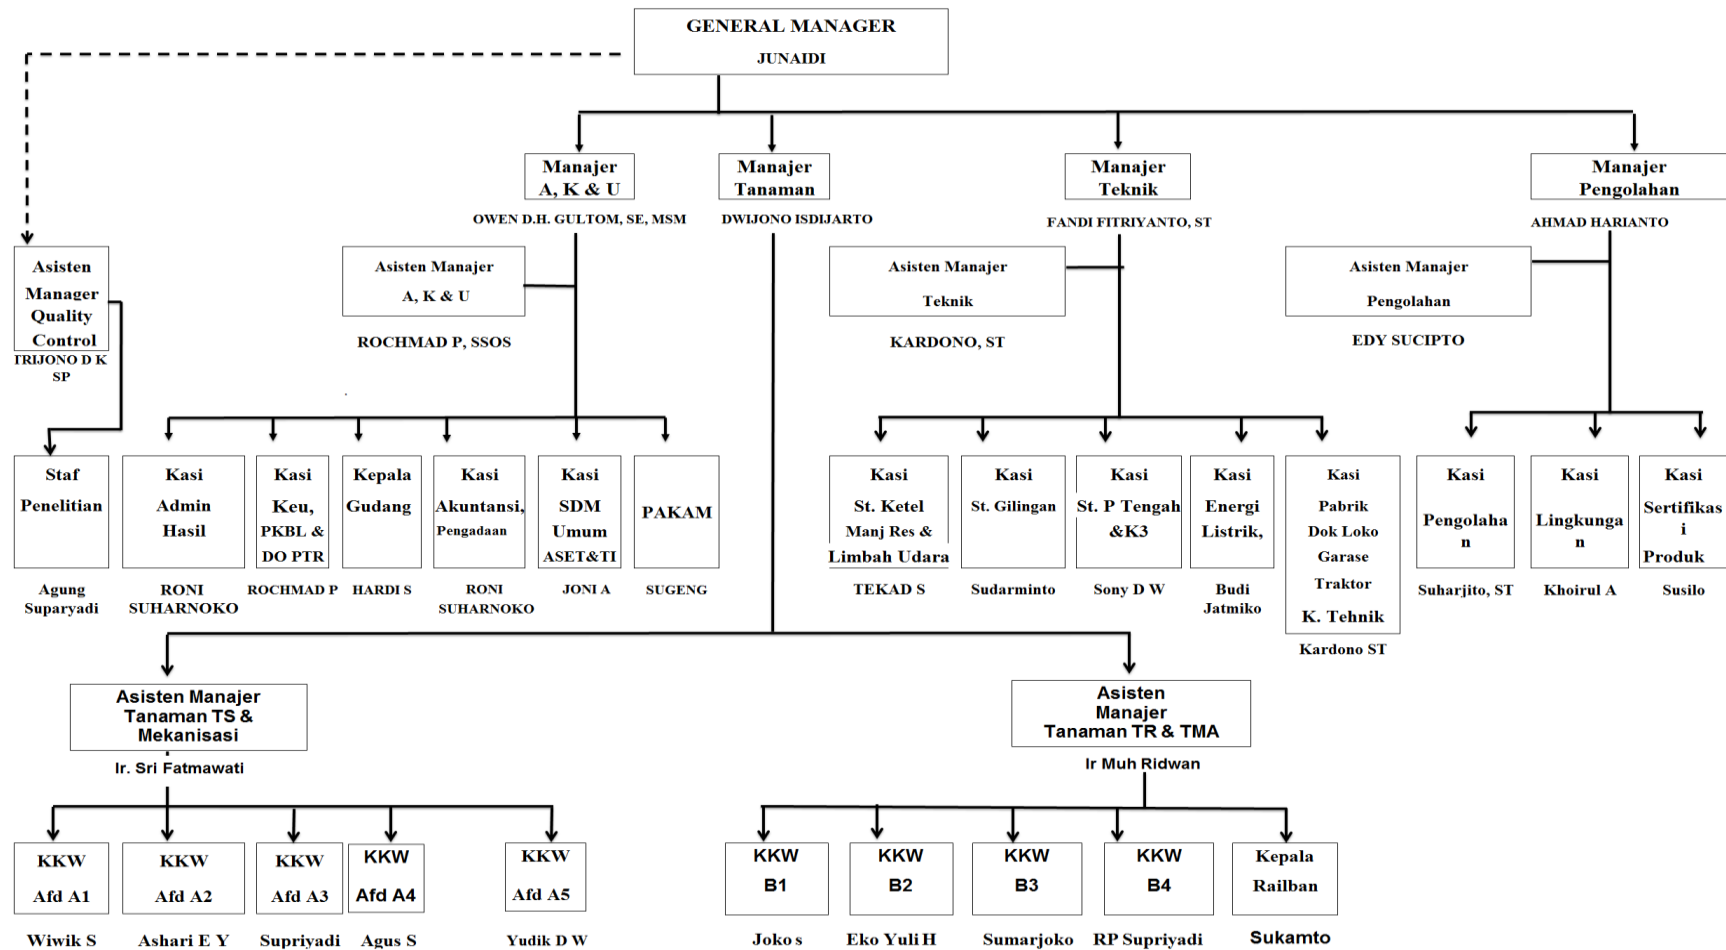 GENERAL MANAGER
JUNAIDI
Manajer
A, K & U
OWEN D.H. GULTOM, SE, MSM
Manajer
Tanaman
DWIJONO ISDIJARTO
Manajer
Teknik
FANDI FITRIYANTO, ST
Manajer
Pengolahan
AHMAD HARIANTO
Asisten
Manager
Quality
Control
TRIJONO D K
SP
Asisten Manajer
A, K & U
ROCHMAD P, SSOS
Asisten Manajer
Teknik
KARDONO, ST
Asisten Manajer
Pengolahan
EDY SUCIPTO
Staf
Penelitian
Agung
Suparyadi
Kasi
Admin
Hasil
RONI
SUHARNOKO
Kasi
Keu,
PKBL &
DO PTR
ROCHMAD P
Kepala
Gudang
HARDI S
Kasi
Akuntansi,
Pengadaan
RONI
SUHARNOKO
Kasi
SDM
Umum
ASET&TI
JONI A
PAKAM
SUGENG
Kasi
St. Ketel
Manj Res &
Limbah Udara
TEKAD S
Kasi
St. Gilingan
Sudarminto
Kasi
St. P Tengah
&K3
Sony D W
Kasi
Energi
Listrik,
Budi
Jatmiko
Kasi
Pabrik
Dok Loko
Garase
Traktor
K. Tehnik
Kardono ST
Kasi
Pengolaha
n
Suharjito, ST
Kasi
Lingkunga
n
Khoirul A
Kasi
Sertifikas
i
Produk
Susilo
Asisten Manajer
Tanaman TS &
Mekanisasi
Ir. Sri Fatmawati
Asisten
Manajer
Tanaman TR & TMA
Ir Muh Ridwan
KKW
Afd A1
Wiwik S
KKW
Afd A2
Ashari E Y
KKW
Afd A3
Supriyadi
KKW
Afd A4
Agus S
KKW
Afd A5
Yudik D W
KKW
B1
Joko s
KKW
B2
Eko Yuli H
KKW
B3
Sumarjoko
KKW
B4
RP Supriyadi
Kepala
Railban
Sukamto